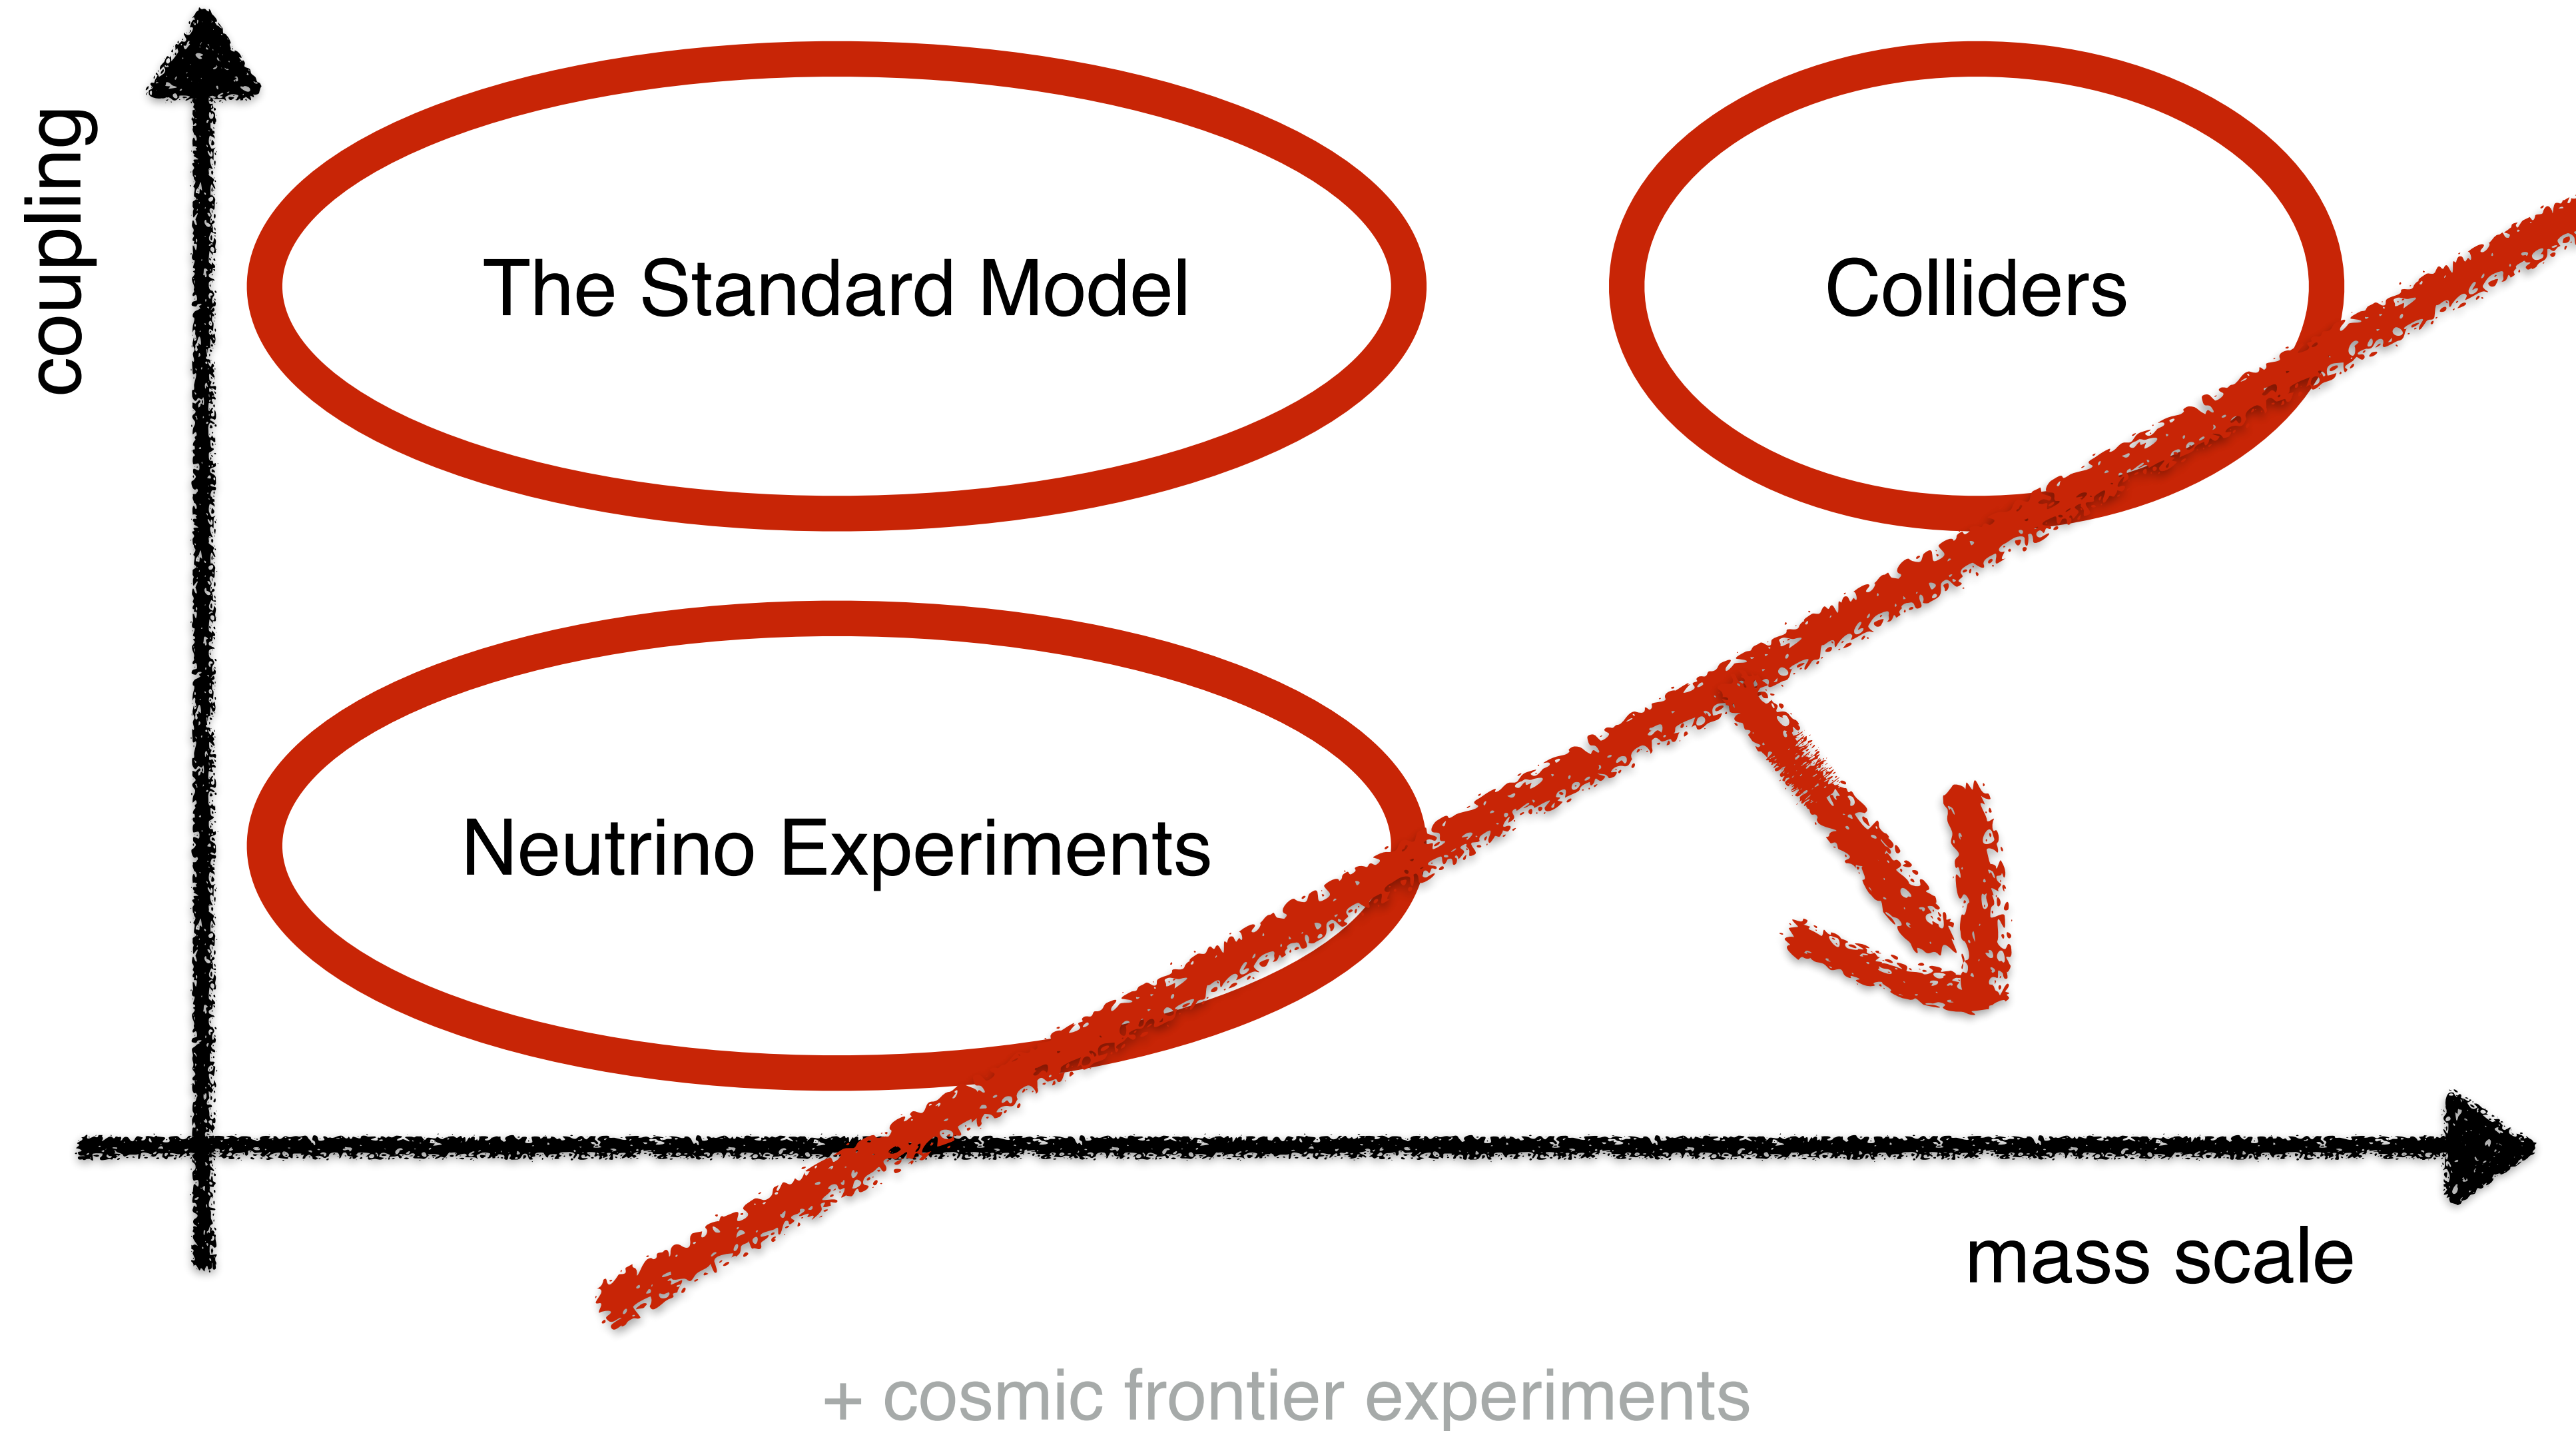 coupling
The Standard Model
Colliders
Neutrino Experiments
mass scale
+ cosmic frontier experiments